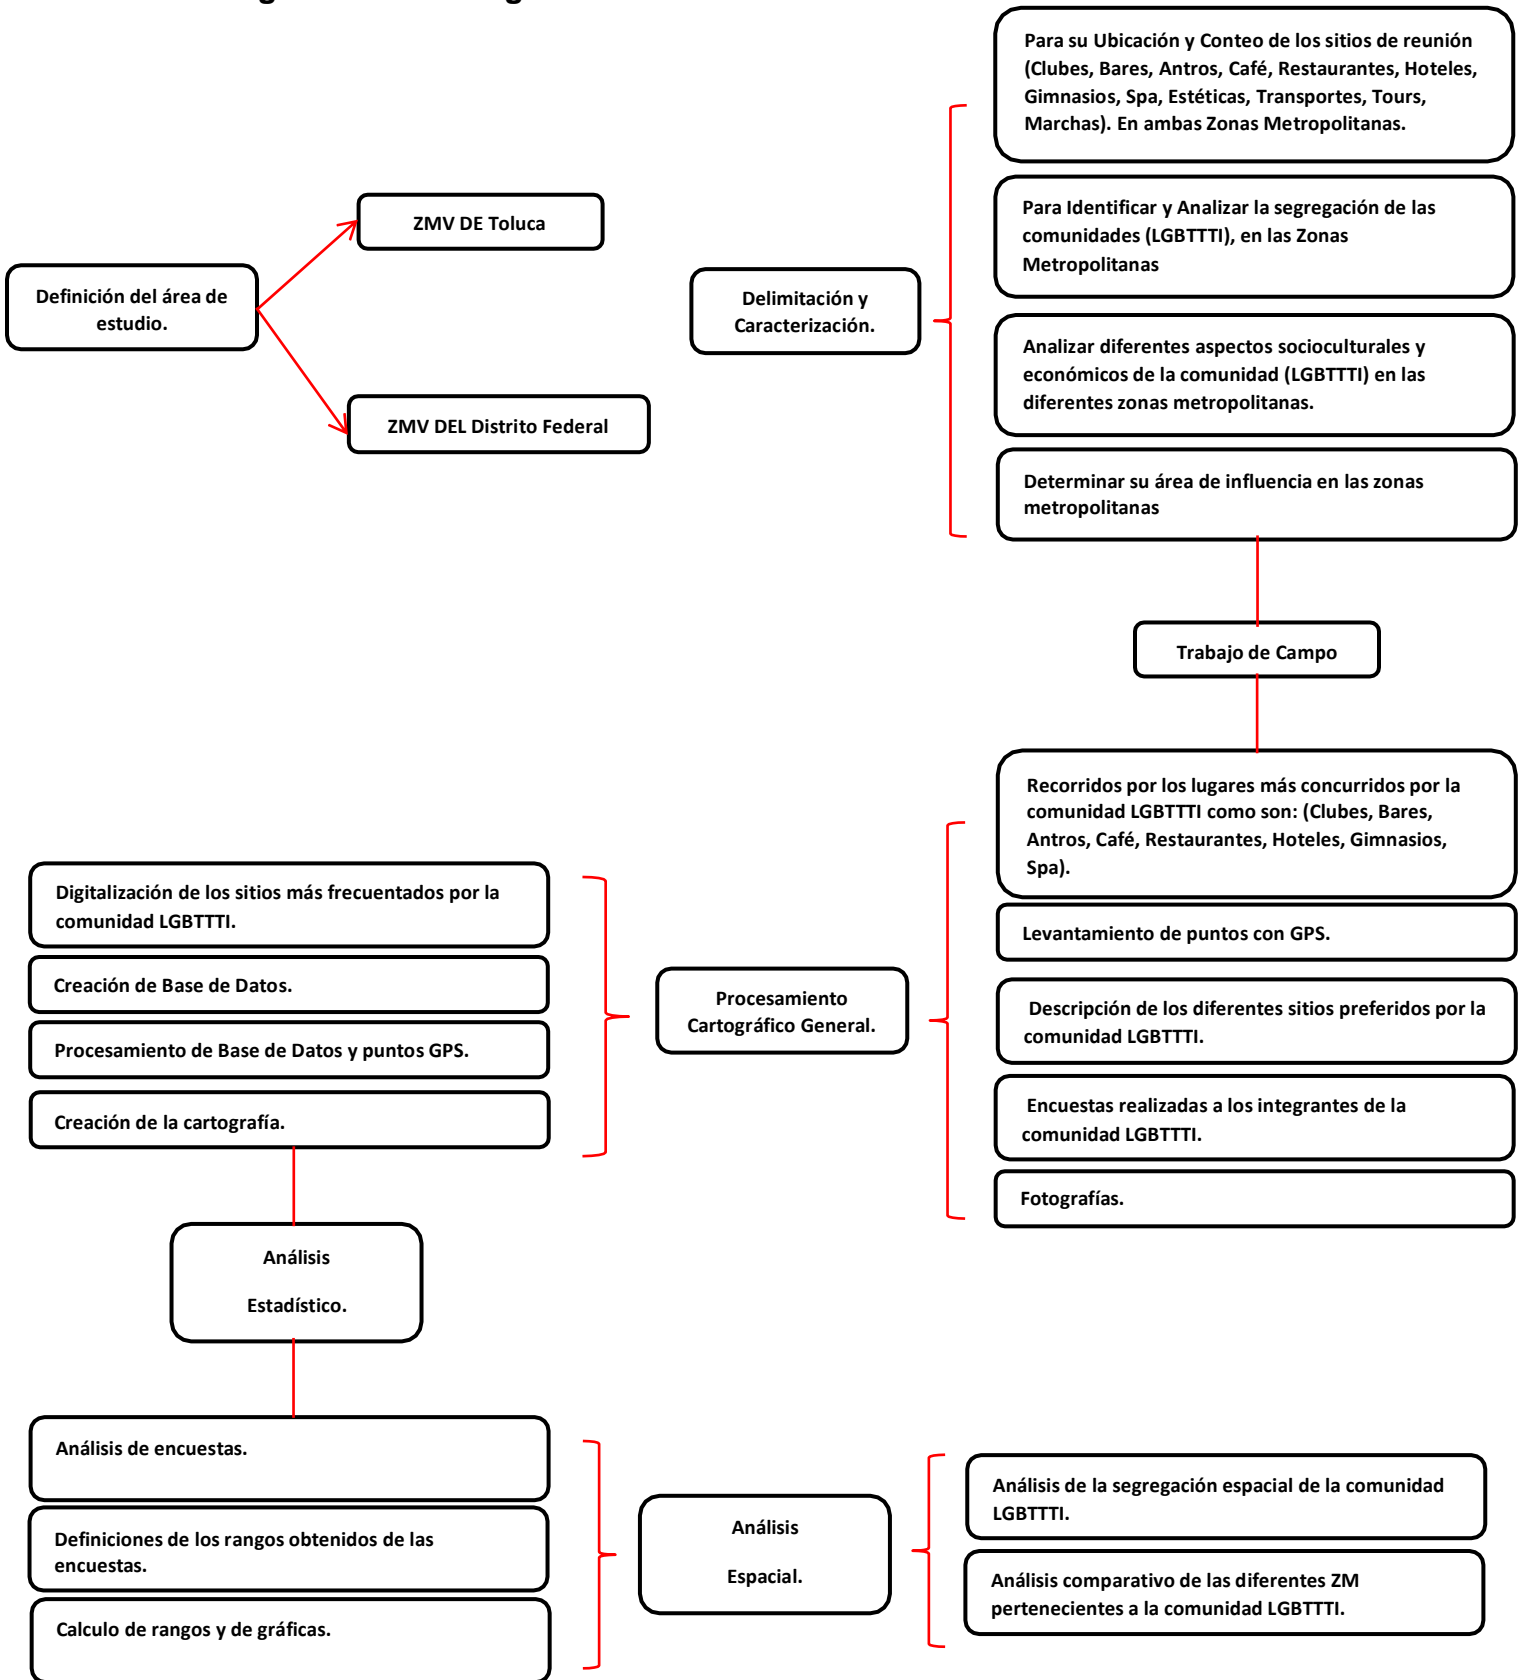 Para su Ubicación y Conteo de los sitios de reunión
(Clubes, Bares, Antros, Café, Restaurantes, Hoteles,
Gimnasios, Spa, Estéticas, Transportes, Tours,
Marchas). En ambas Zonas Metropolitanas.
ZMV DE Toluca
Para Identificar y Analizar la segregación de las
comunidades (LGBTTTI), en las Zonas
Metropolitanas
Definición del área de
estudio.
Delimitación y
Caracterización.
Analizar diferentes aspectos socioculturales y
económicos de la comunidad (LGBTTTI) en las
diferentes zonas metropolitanas.
ZMV DEL Distrito Federal
Determinar su área de influencia en las zonas
metropolitanas
Trabajo de Campo
Recorridos por los lugares más concurridos por la
comunidad LGBTTTI como son: (Clubes, Bares,
Antros, Café, Restaurantes, Hoteles, Gimnasios,
Spa).
Levantamiento de puntos con GPS.
Descripción de los diferentes sitios preferidos por la
comunidad LGBTTTI.
Encuestas realizadas a los integrantes de la
comunidad LGBTTTI.
Fotografías.
Procesamiento
Cartográfico General.
Digitalización de los sitios más frecuentados por la
comunidad LGBTTTI.
Creación de Base de Datos.
Procesamiento de Base de Datos y puntos GPS.
Creación de la cartografía.
Análisis
Estadístico.
Análisis de encuestas.
Definiciones de los rangos obtenidos de las
encuestas.
Calculo de rangos y de gráficas.
Análisis
Espacial.
Análisis de la segregación espacial de la comunidad
LGBTTTI.
Análisis comparativo de las diferentes ZM
pertenecientes a la comunidad LGBTTTI.